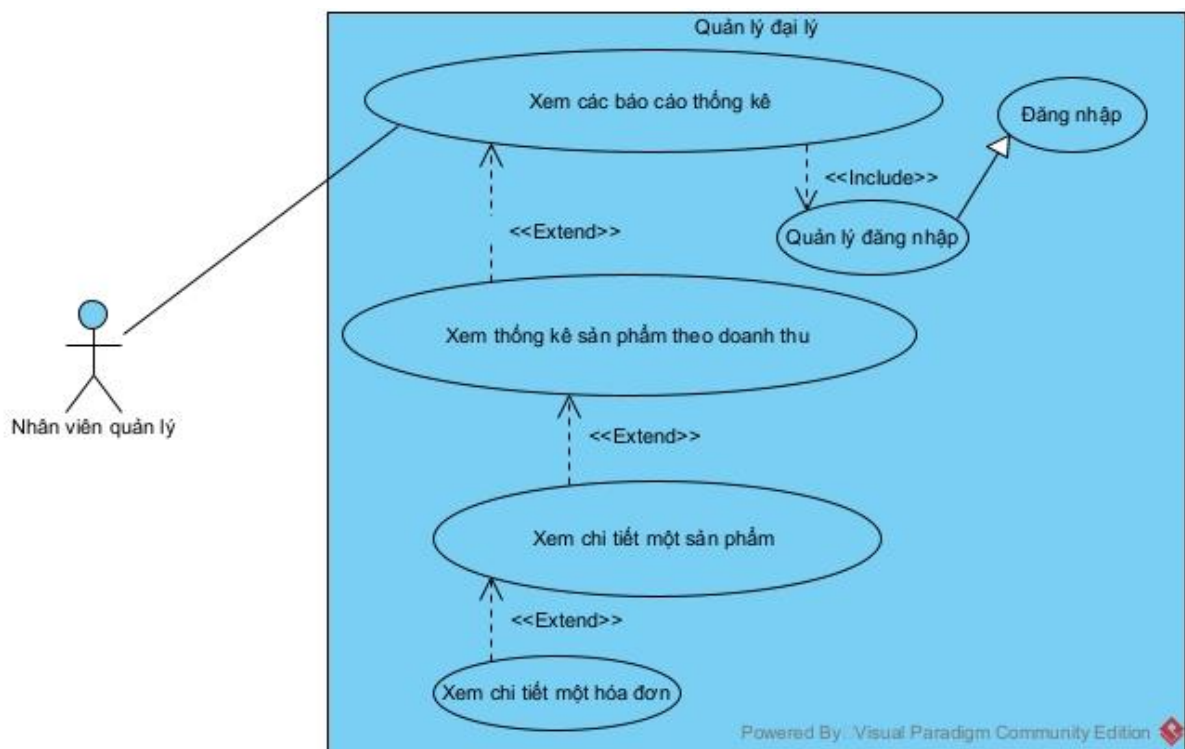 Quản lý đại lý
Xem các báo cáo thống kê
Đăng nhập
<<Include>>
<<Extend>>
Quản lý đăng nhập
Xem thống kê sản phẩm theo doanh thu
Nhân viên quản lý
<<Extend>>
Xem chi tiết một sản phẩm
<<Extend>>
Xem chi tiết một hóa đơn
Powered By: Visual Paradigm Community Edition